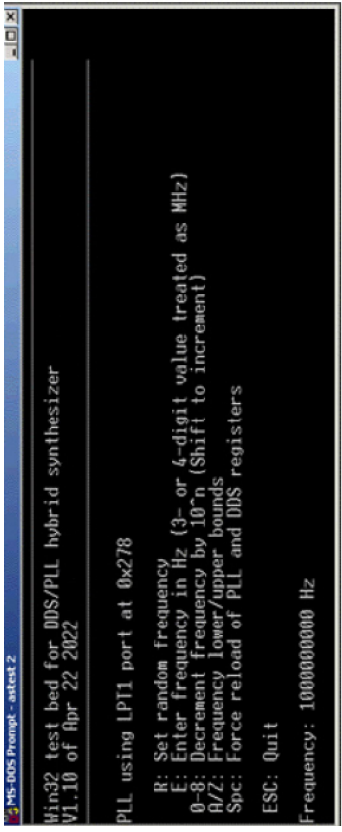 MS-DOS Prompt - astest 2
Win32 test bed for DDS/PLL hybrid synthesizer
V1.10 of Apr 22 2022
PLL using LPT1 port at 0x278
R: Set random frequency
E: Enter frequency in Hz (3- or 4-digit value treated as MHz)
0-8: Decrement frequency by 10^n (Shift to increment)
A/Z: Frequency lower/upper bounds
Spc: Force reload of PLL and DDS registers
ESC: Quit
Frequency: 1000000000 Hz